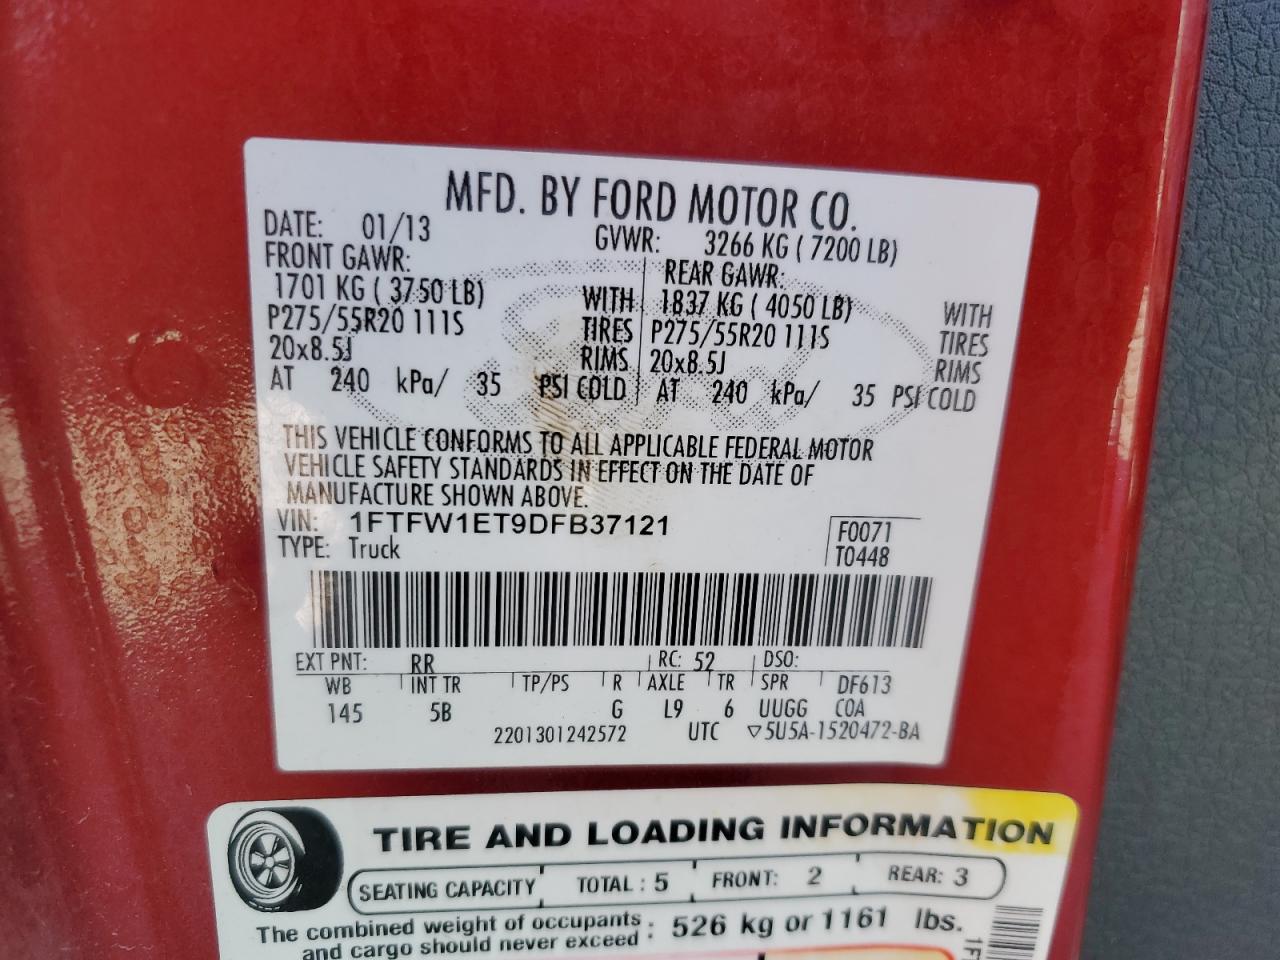 MFD. BY FORD MOTOR CO.
DATE: 01/13 GVWR: 3266 KG ( 7200 LB)
FRONT GAWR: REAR GAWR:
1701 KG ( 3750 LB) WITH 1837 KG ( 4050 LB) WITH
P275/55R20 111S TIRES P275/55R20 111S TIRES
20x8.5J RIMS 20x8.5J RIMS
AT 240 kPa/ 35 PSI COLD AT 240 kPa/ 35 PSI COLD
THIS VEHICLE CONFORMS TO ALL APPLICABLE FEDERAL MOTOR
VEHICLE SAFETY STANDARDS IN EFFECT ON THE DATE OF
MANUFACTURE SHOWN ABOVE.
VIN: 1FTFW1ET9DFB37121 F0071
TYPE: Truck T0448
EXT PNT: RR RC: 52 DSO:
WB INT TR TP/PS R AXLE TR SPR DF613
145 5B G L9 6 UUGG COA
2201301242572 UTC ▽5U5A-1520472-BA
TIRE AND LOADING INFORMATION
SEATING CAPACITY TOTAL : 5 FRONT: 2 REAR: 3
The combined weight of occupants : 526 kg or 1161 lbs.
and cargo should never exceed :
1F